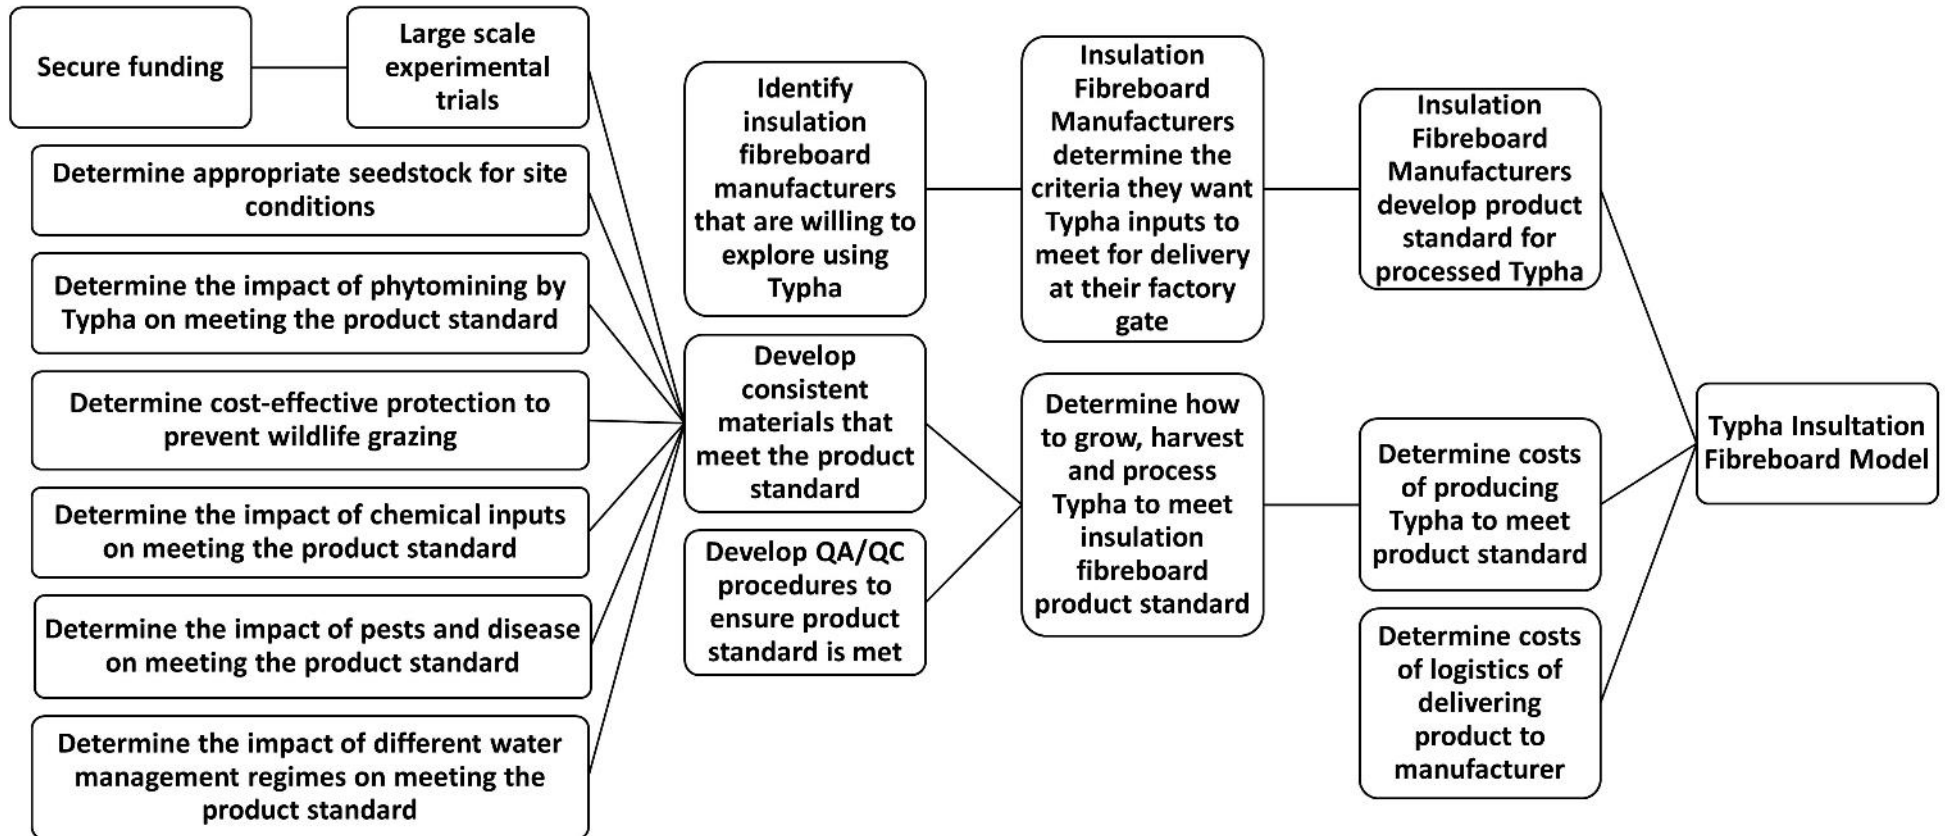 Secure funding
Large scale
experimental
trials
Determine appropriate seedstock for site
conditions
Determine the impact of phytomining by
Typha on meeting the product standard
Determine cost-effective protection to
prevent wildlife grazing
Determine the impact of chemical inputs
on meeting the product standard
Determine the impact of pests and disease
on meeting the product standard
Determine the impact of different water
management regimes on meeting the
product standard
Identify
insulation
fibreboard
manufacturers
that are willing to
explore using
Typha
Develop
consistent
materials that
meet the product
standard
Develop QA/QC
procedures to
ensure product
standard is met
Insulation
Fibreboard
Manufacturers
determine the
criteria they want
Typha inputs to
meet for delivery
at their factory
gate
Determine how
to grow, harvest
and process
Typha to meet
insulation
fibreboard
product standard
Insulation
Fibreboard
Manufacturers
develop product
standard for
processed Typha
Determine costs
of producing
Typha to meet
product standard
Determine costs
of logistics of
delivering
product to
manufacturer
Typha Insultation
Fibreboard Model